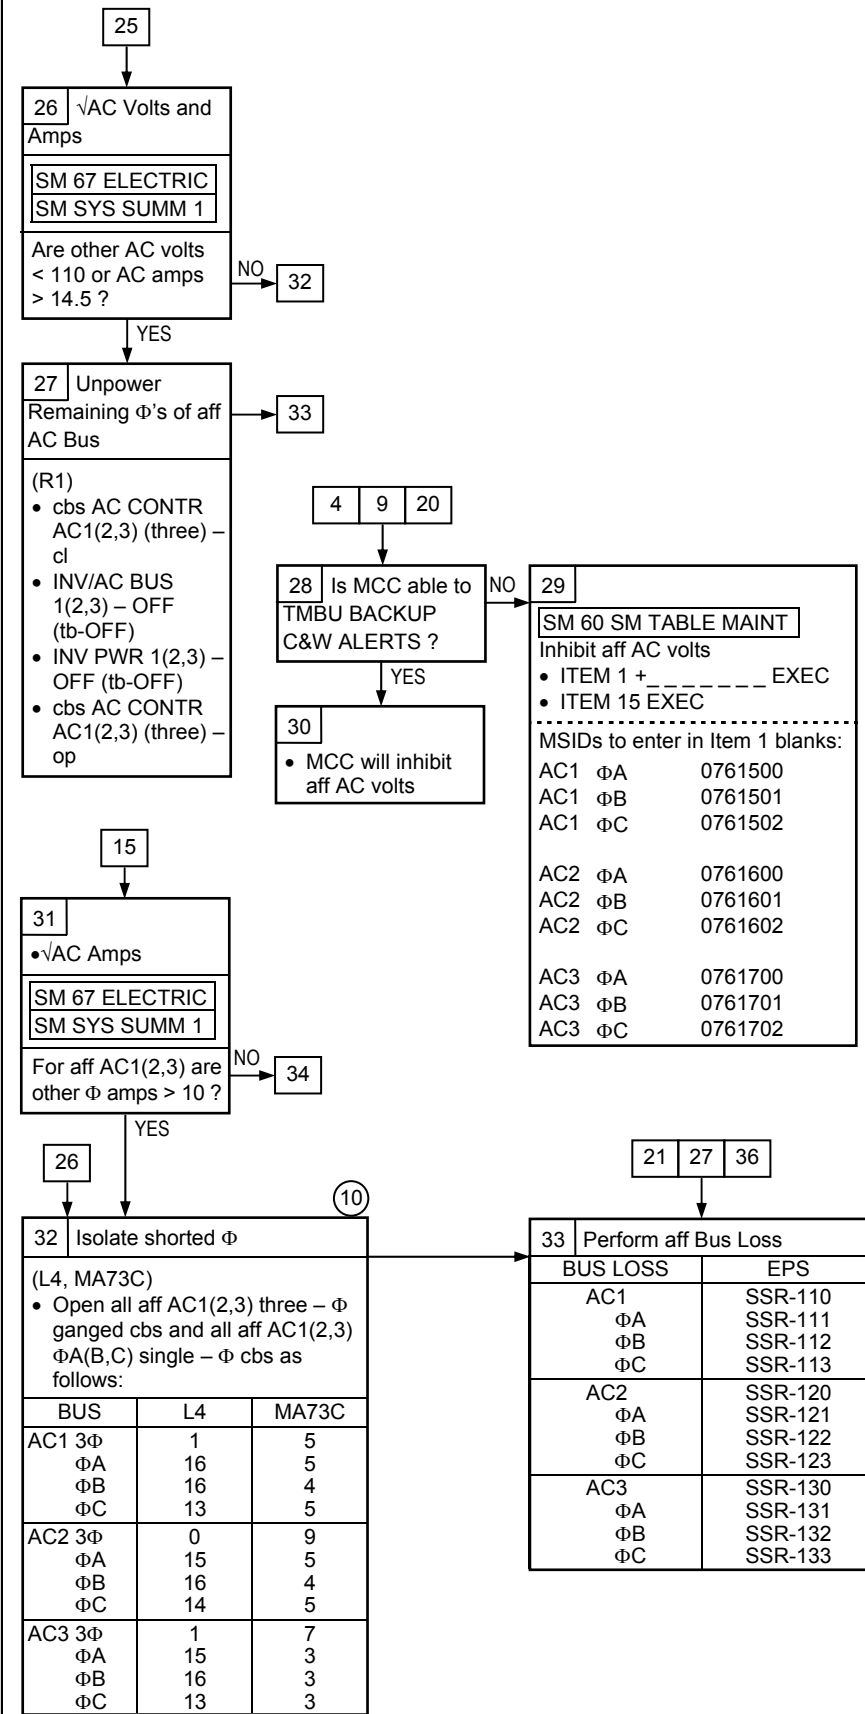 25
26 √AC Volts and
Amps
SM 67 ELECTRIC
SM SYS SUMM 1
Are other AC volts
< 110 or AC amps
> 14.5 ?
NO
32
YES
27 Unpower
Remaining Φ's of aff
AC Bus
33
(R1)
• cbs AC CONTR
AC1(2,3) (three) –
cl
• INV/AC BUS
1(2,3) – OFF
(tb-OFF)
• INV PWR 1(2,3) –
OFF (tb-OFF)
• cbs AC CONTR
AC1(2,3) (three) –
op
4 9 20
28 Is MCC able to
TMBU BACKUP
C&W ALERTS ?
NO
YES
30
• MCC will inhibit
aff AC volts
29
SM 60 SM TABLE MAINT
Inhibit aff AC volts
• ITEM 1 +_ _ _ _ _ _ _ EXEC
• ITEM 15 EXEC
MSIDs to enter in Item 1 blanks:
AC1 ΦA 0761500
AC1 ΦB 0761501
AC1 ΦC 0761502
AC2 ΦA 0761600
AC2 ΦB 0761601
AC2 ΦC 0761602
AC3 ΦA 0761700
AC3 ΦB 0761701
AC3 ΦC 0761702
15
31
•√AC Amps
SM 67 ELECTRIC
SM SYS SUMM 1
For aff AC1(2,3) are
other Φ amps > 10 ?
NO
34
YES
26
10
32 Isolate shorted Φ
(L4, MA73C)
• Open all aff AC1(2,3) three – Φ
ganged cbs and all aff AC1(2,3)
ΦA(B,C) single – Φ cbs as
follows:
BUS L4 MA73C
AC1 3Φ 1 5
ΦA 16 5
ΦB 16 4
ΦC 13 5
AC2 3Φ 0 9
ΦA 15 5
ΦB 16 4
ΦC 14 5
AC3 3Φ 1 7
ΦA 15 3
ΦB 16 3
ΦC 13 3
21 27 36
33 Perform aff Bus Loss
BUS LOSS EPS
AC1 SSR-110
ΦA SSR-111
ΦB SSR-112
ΦC SSR-113
AC2 SSR-120
ΦA SSR-121
ΦB SSR-122
ΦC SSR-123
AC3 SSR-130
ΦA SSR-131
ΦB SSR-132
ΦC SSR-133